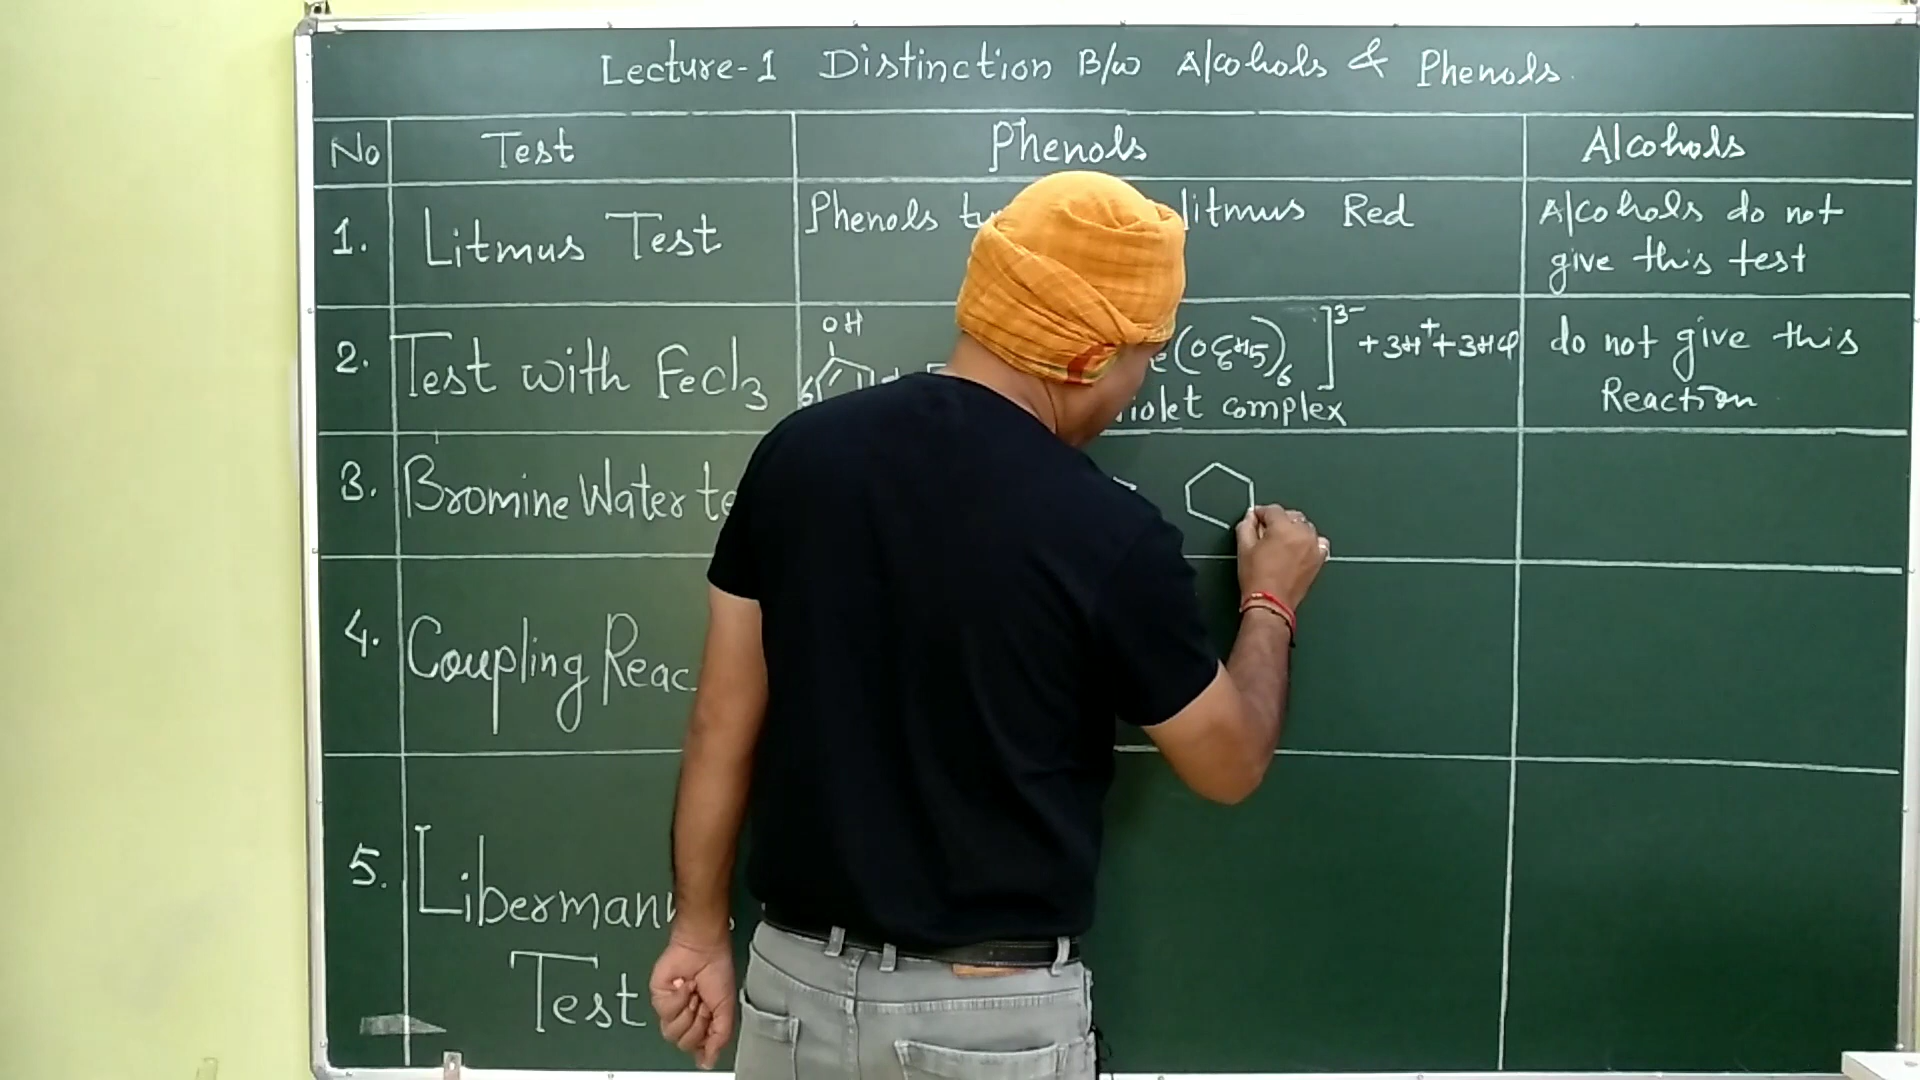 Lecture-1 Distinction B/w Alcohols & Phenols.
No Test Phenols Alcohols
1. Litmus Test Phenols litmus Red Alcohols do not
give this test
OH
2. Test with FeCl3 (OC6H5)6 ]3- +3H+ +3HCl do not give this
complex Reaction
3. Bromine Water
4. Coupling
5. Libermann
Test